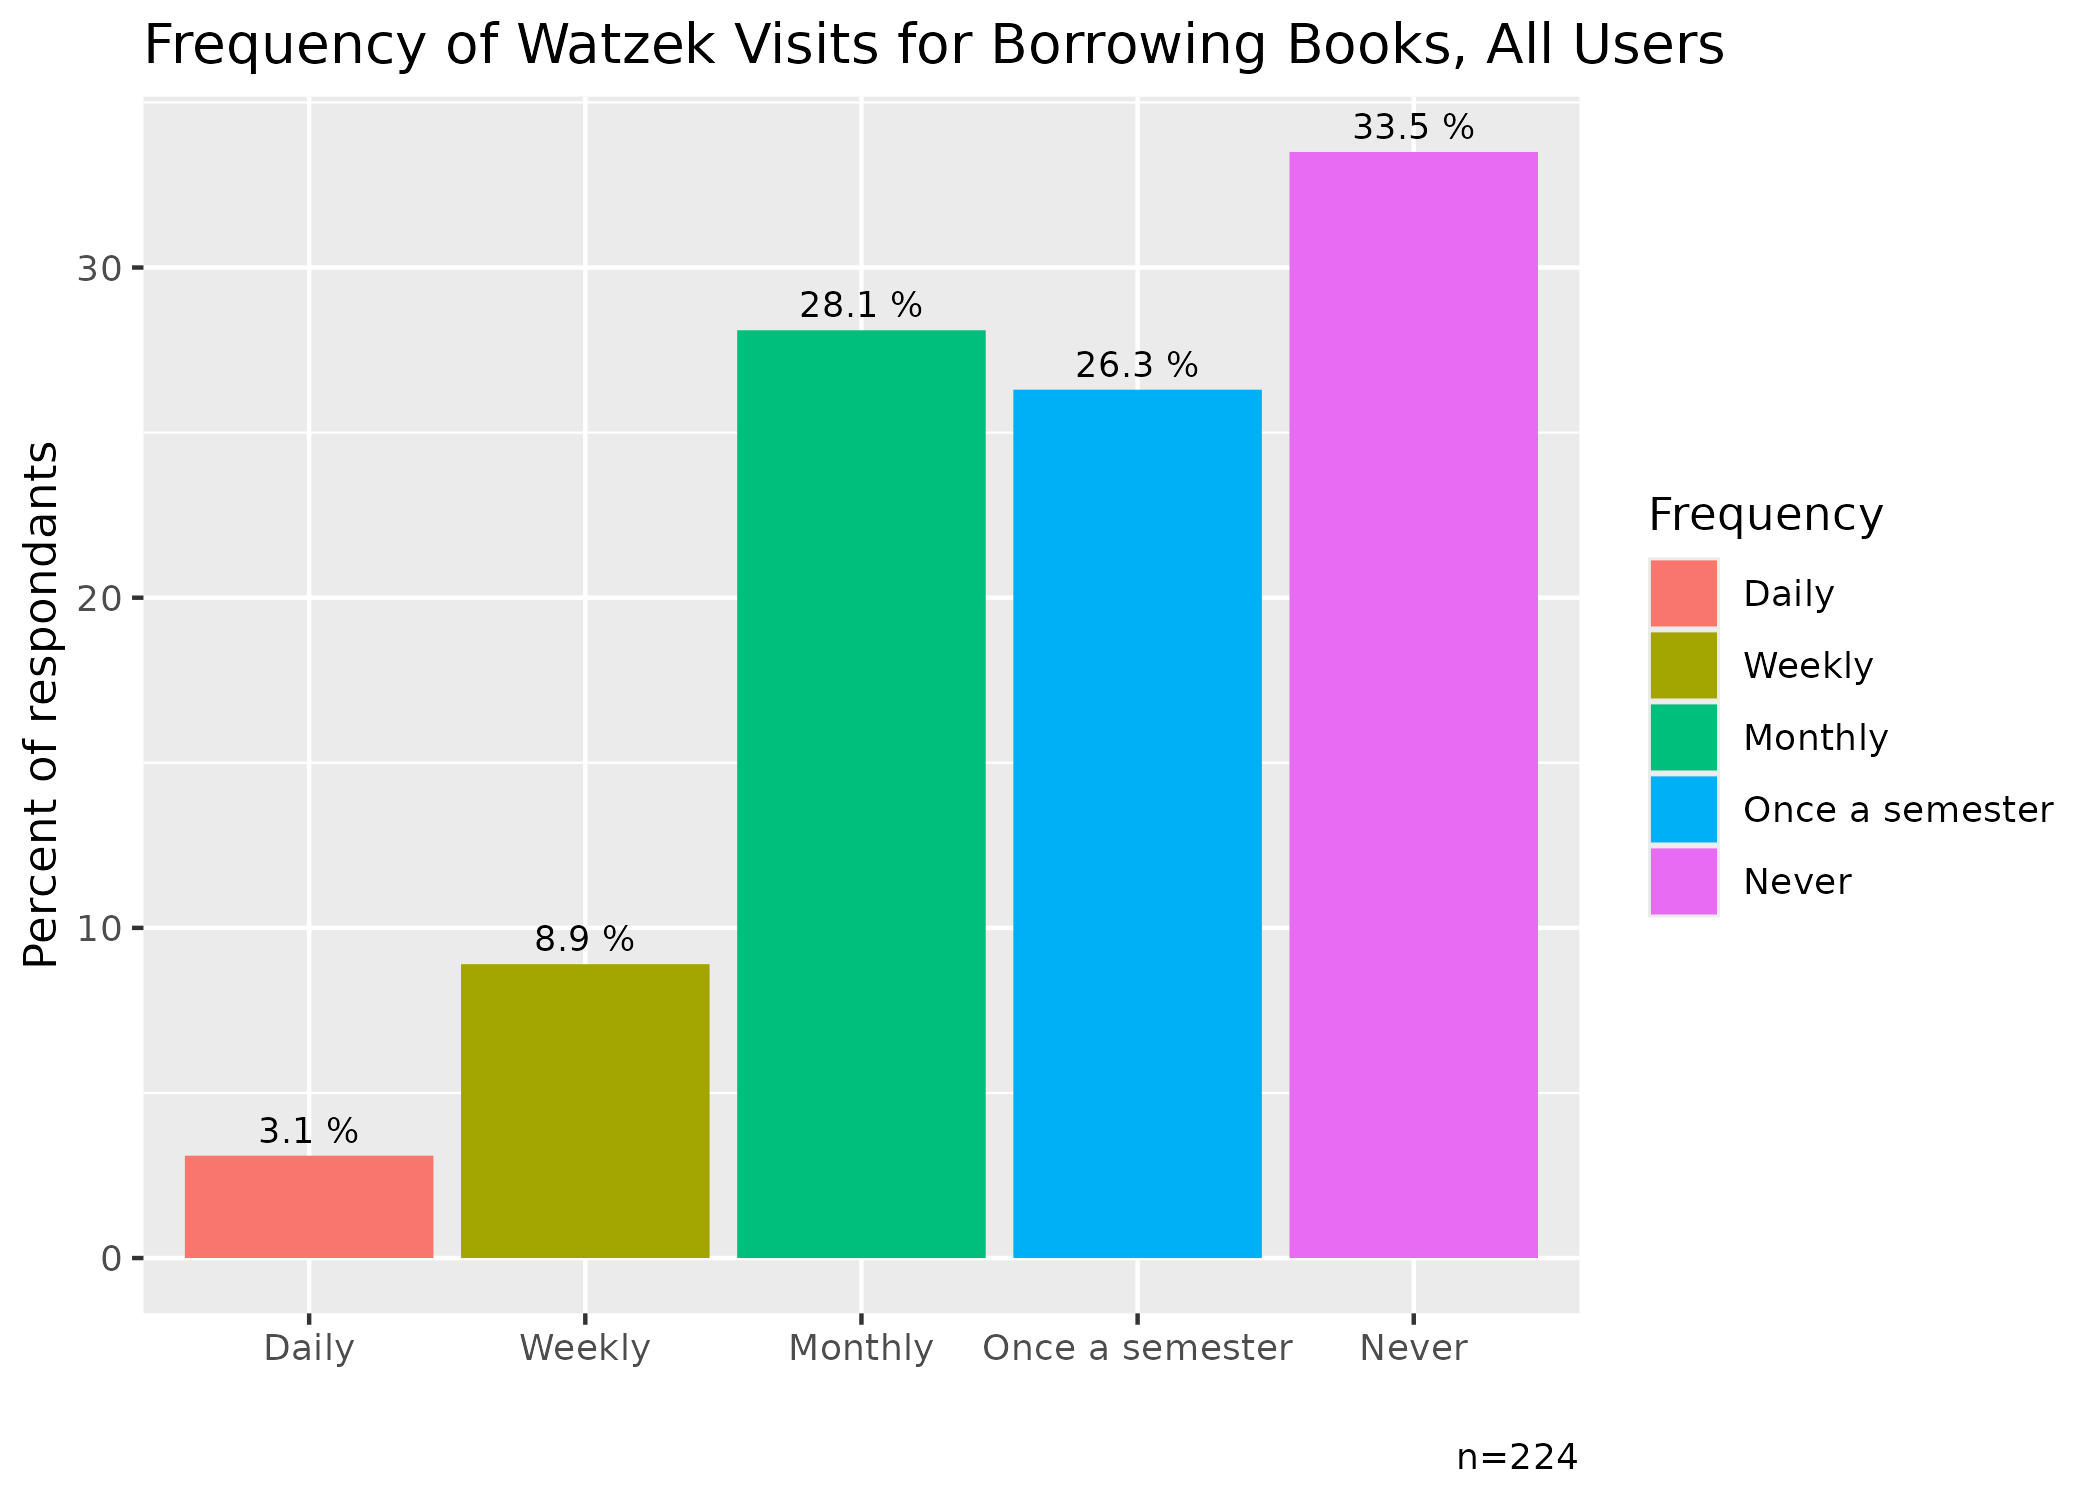 Frequency of Watzek Visits for Borrowing Books, All Users
33.5 %
30
28.1 %
26.3 %
Percent of respondants
20
10
8.9 %
3.1 %
0
Daily
Weekly
Monthly
Once a semester
Never
Frequency
Daily
Weekly
Monthly
Once a semester
Never
n=224